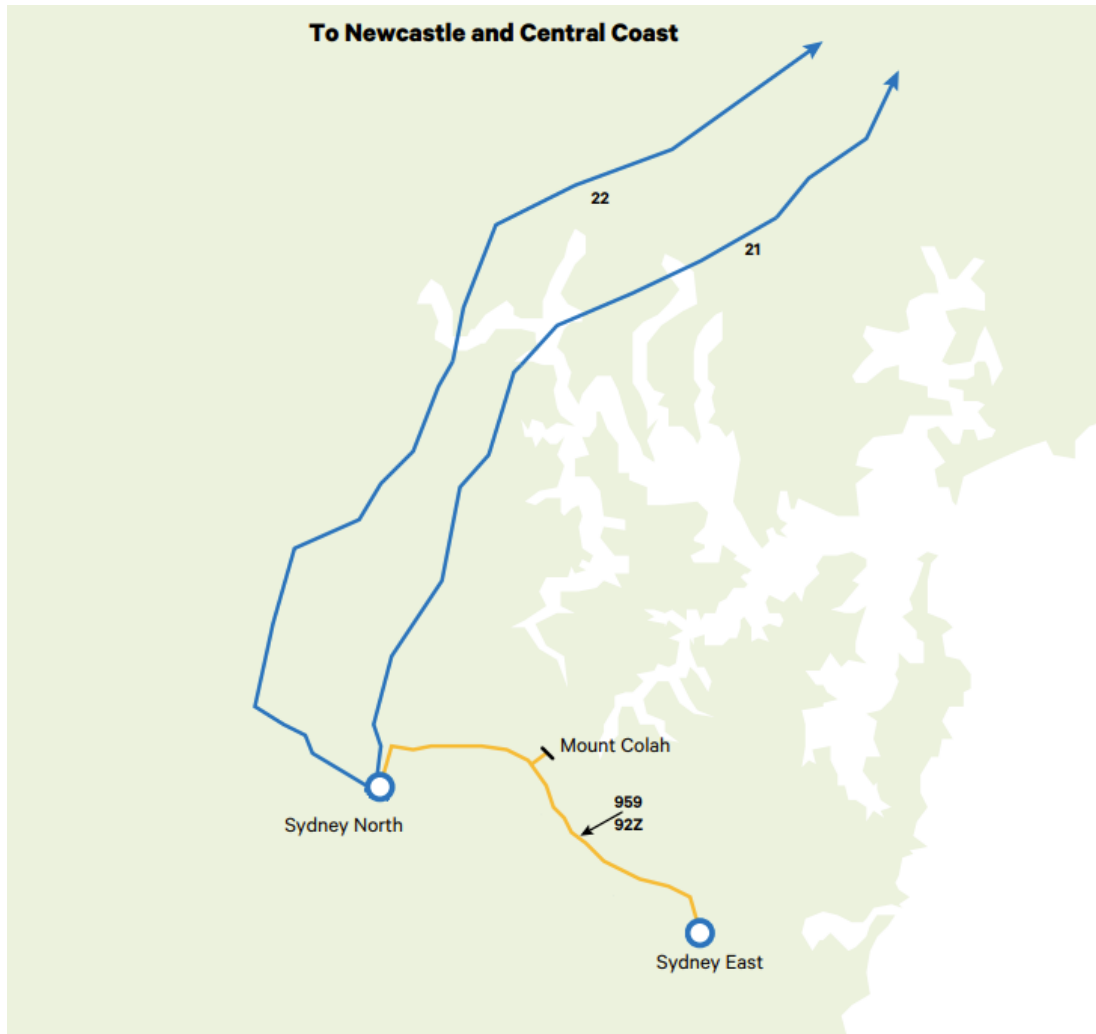 To Newcastle and Central Coast
22
21
Mount Colah
959
92Z
Sydney North
Sydney East